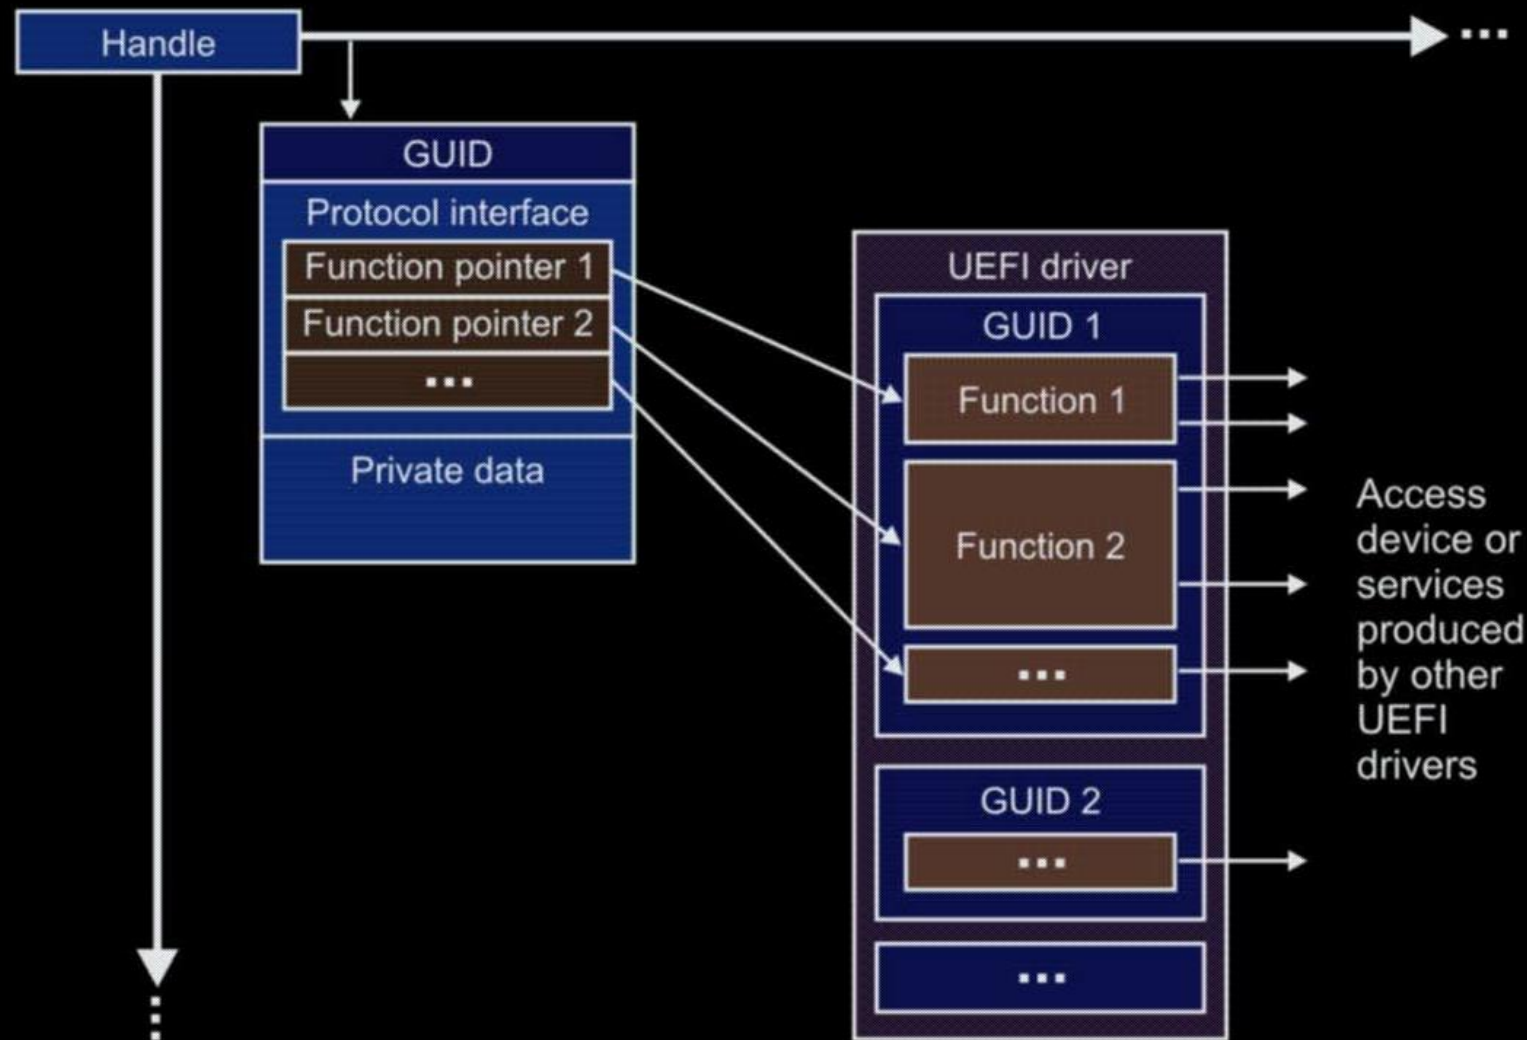 Handle
...
GUID
Protocol interface
Function pointer 1
Function pointer 2
...
Private data
UEFI driver
GUID 1
Function 1
Function 2
...
GUID 2
...
...
Access
device or
services
produced
by other
UEFI
drivers
...